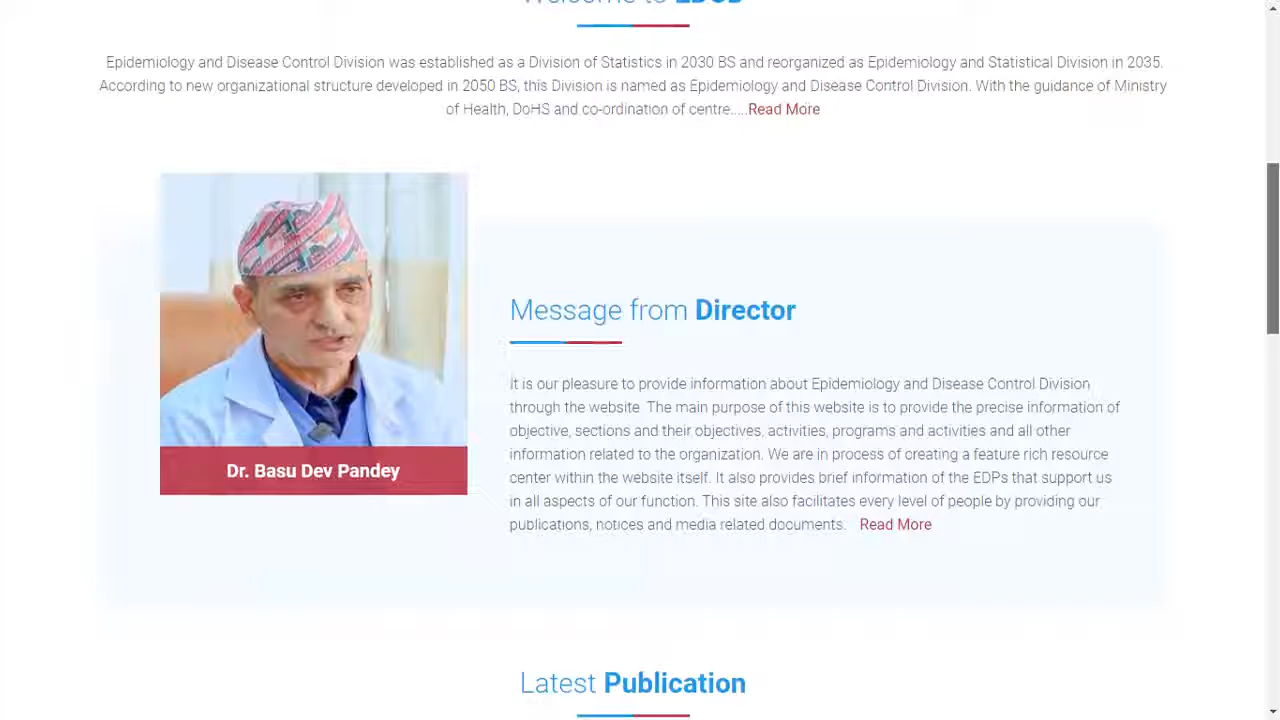 Welcome to EDCD
Epidemiology and Disease Control Division was established as a Division of Statistics in 2030 BS and reorganized as Epidemiology and Statistical Division in 2035.
According to new organizational structure developed in 2050 BS, this Division is named as Epidemiology and Disease Control Division. With the guidance of Ministry
of Health, DoHS and co-ordination of centre.....Read More
Dr. Basu Dev Pandey
Message from Director
It is our pleasure to provide information about Epidemiology and Disease Control Division
through the website. The main purpose of this website is to provide the precise information of
objective, sections and their objectives, activities, programs and activities and all other
information related to the organization. We are in process of creating a feature rich resource
center within the website itself. It also provides brief information of the EDPs that support us
in all aspects of our function. This site also facilitates every level of people by providing our
publications, notices and media related documents. Read More
Latest Publication